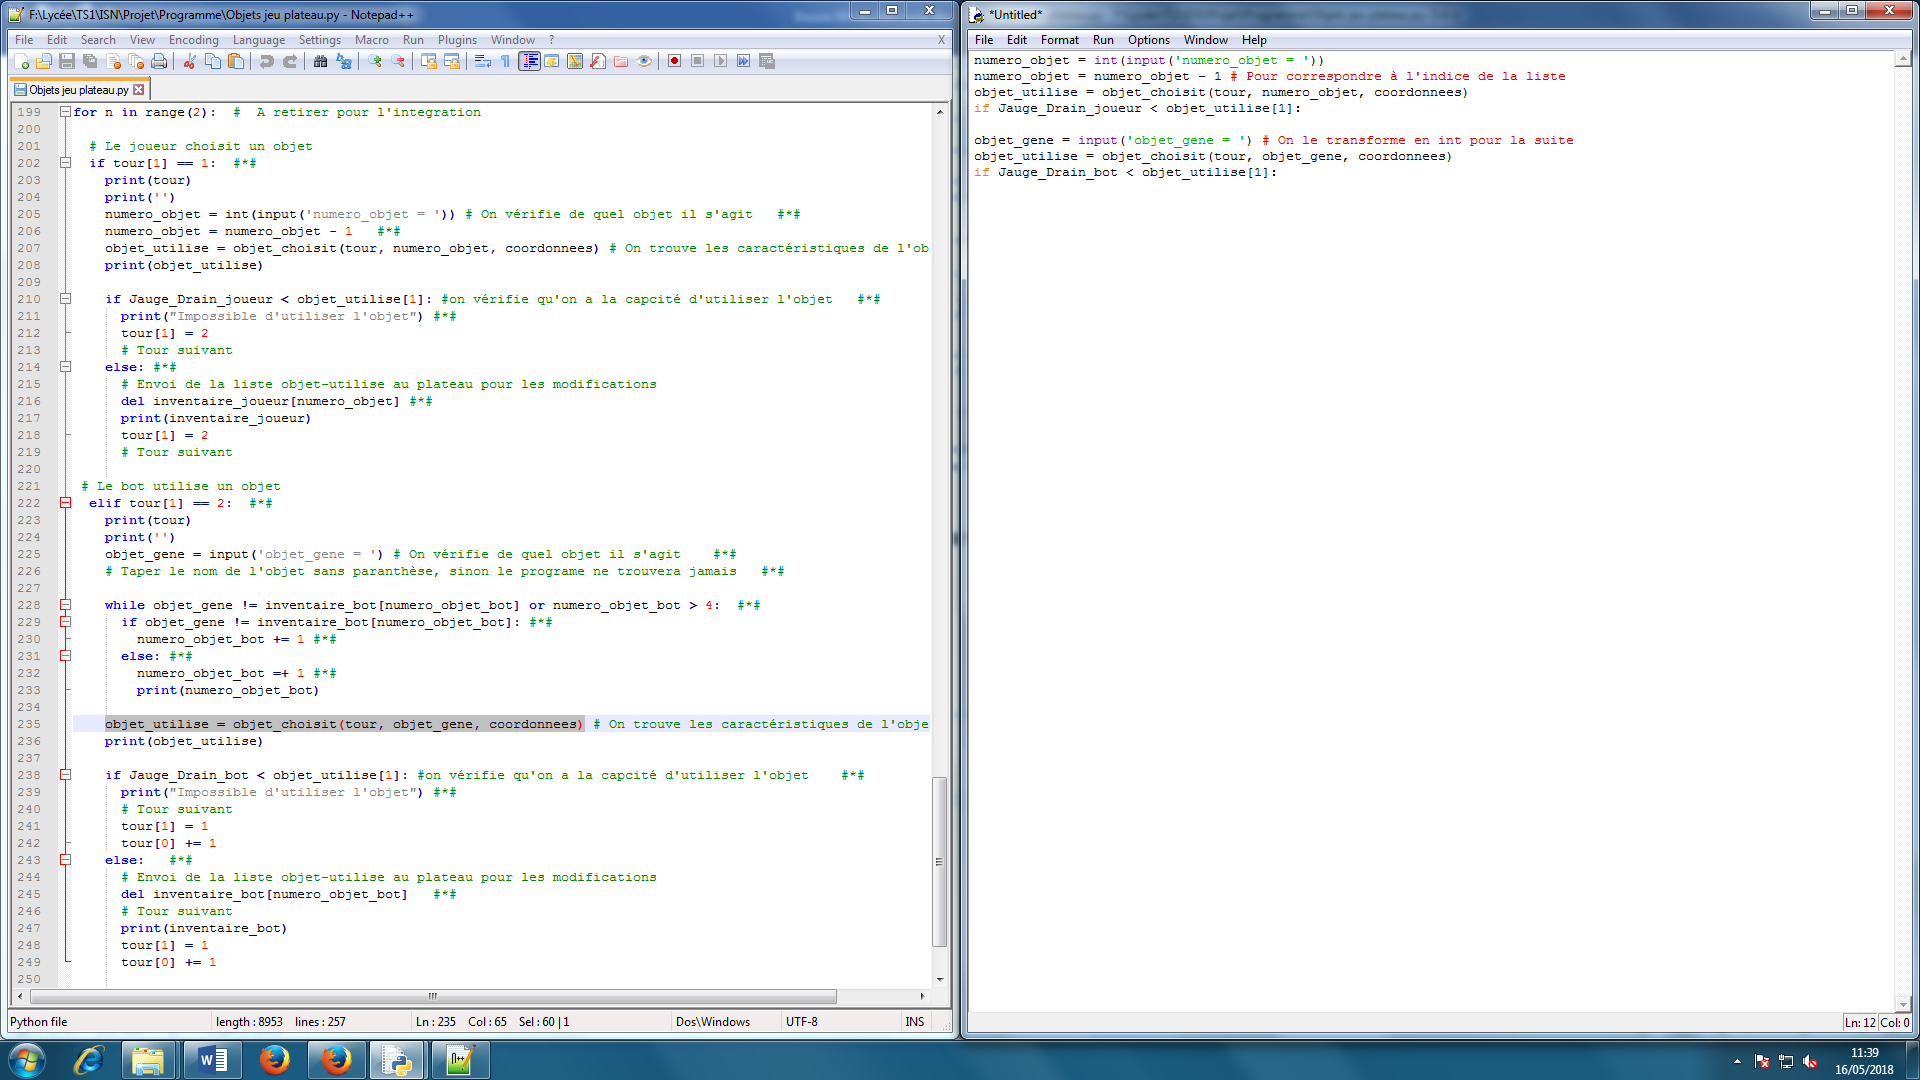 F:\Lycée\TS1\ISN\Projet\Programme\Objets jeu plateau.py - Notepad++
File Edit Search View Encoding Language Settings Macro Run Plugins Window ? X
Objets jeu plateau.py
199 for n in range(2):  #  A retirer pour l'integration
200
201 # Le joueur choisit un objet
202 if tour[1] == 1:  #*#
203 print(tour)
204 print('')
205 numero_objet = int(input('numero_objet = ')) # On vérifie de quel objet il s'agit   #*#
206 numero_objet = numero_objet - 1   #*#
207 objet_utilise = objet_choisit(tour, numero_objet, coordonnees) # On trouve les caractéristiques de l'ob
208 print(objet_utilise)
209
210 if Jauge_Drain_joueur < objet_utilise[1]: #on vérifie qu'on a la capcité d'utiliser l'objet   #*#
211 print("Impossible d'utiliser l'objet") #*#
212 tour[1] = 2
213 # Tour suivant
214 else: #*#
215 # Envoi de la liste objet-utilise au plateau pour les modifications
216 del inventaire_joueur[numero_objet] #*#
217 print(inventaire_joueur)
218 tour[1] = 2
219 # Tour suivant
220
221 # Le bot utilise un objet
222 elif tour[1] == 2:  #*#
223 print(tour)
224 print('')
225 objet_gene = input('objet_gene = ') # On vérifie de quel objet il s'agit    #*#
226 # Taper le nom de l'objet sans paranthèse, sinon le programe ne trouvera jamais   #*#
227
228 while objet_gene != inventaire_bot[numero_objet_bot] or numero_objet_bot > 4:  #*#
229 if objet_gene != inventaire_bot[numero_objet_bot]: #*#
230 numero_objet_bot += 1 #*#
231 else: #*#
232 numero_objet_bot =+ 1 #*#
233 print(numero_objet_bot)
234
235 objet_utilise = objet_choisit(tour, objet_gene, coordonnees) # On trouve les caractéristiques de l'obje
236 print(objet_utilise)
237
238 if Jauge_Drain_bot < objet_utilise[1]: #on vérifie qu'on a la capcité d'utiliser l'objet    #*#
239 print("Impossible d'utiliser l'objet") #*#
240 # Tour suivant
241 tour[1] = 1
242 tour[0] += 1
243 else:   #*#
244 # Envoi de la liste objet-utilise au plateau pour les modifications
245 del inventaire_bot[numero_objet_bot]   #*#
246 # Tour suivant
247 print(inventaire_bot)
248 tour[1] = 1
249 tour[0] += 1
250
Python file length : 8953 lines : 257 Ln : 235 Col : 65 Sel : 60 | 1 Dos\Windows UTF-8 INS
*Untitled*
File Edit Format Run Options Window Help
numero_objet = int(input('numero_objet = '))
numero_objet = numero_objet - 1 # Pour correspondre à l'indice de la liste
objet_utilise = objet_choisit(tour, numero_objet, coordonnees)
if Jauge_Drain_joueur < objet_utilise[1]:
objet_gene = input('objet_gene = ') # On le transforme en int pour la suite
objet_utilise = objet_choisit(tour, objet_gene, coordonnees)
if Jauge_Drain_bot < objet_utilise[1]:
Ln: 12 Col: 0
11:39
16/05/2018